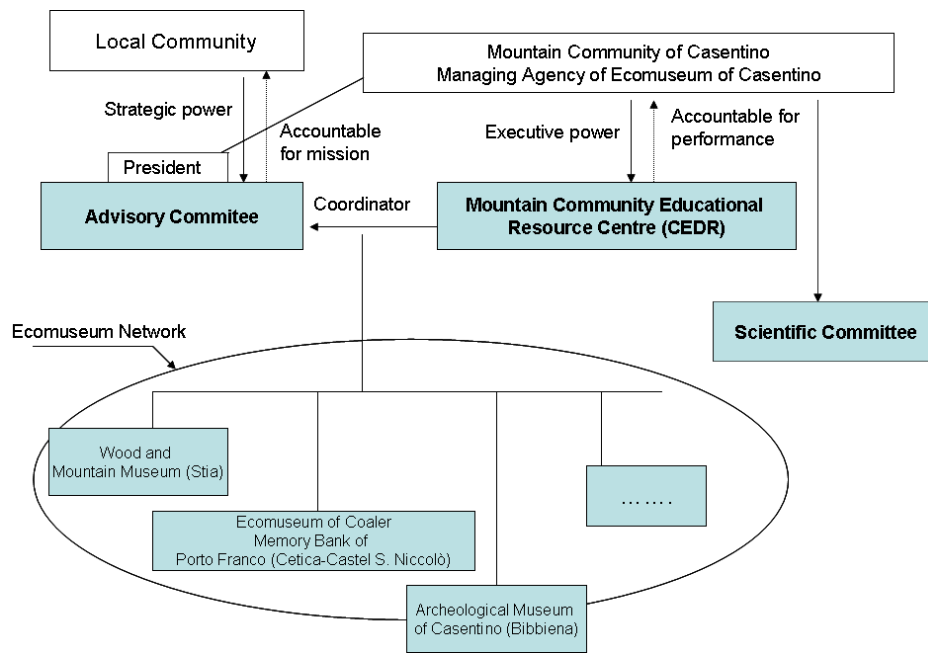 Local Community
Mountain Community of Casentino
Managing Agency of Ecomuseum of Casentino
Strategic power
Accountable
for mission
Executive power
Accountable for
performance
President
Advisory Commitee
Coordinator
Mountain Community Educational
Resource Centre (CEDR)
Scientific Committee
Ecomuseum Network
Wood and
Mountain Museum (Stia)
Ecomuseum of Coaler
Memory Bank of
Porto Franco (Cetica-Castel S. Niccolò)
.......
Archeological Museum
of Casentino (Bibbiena)